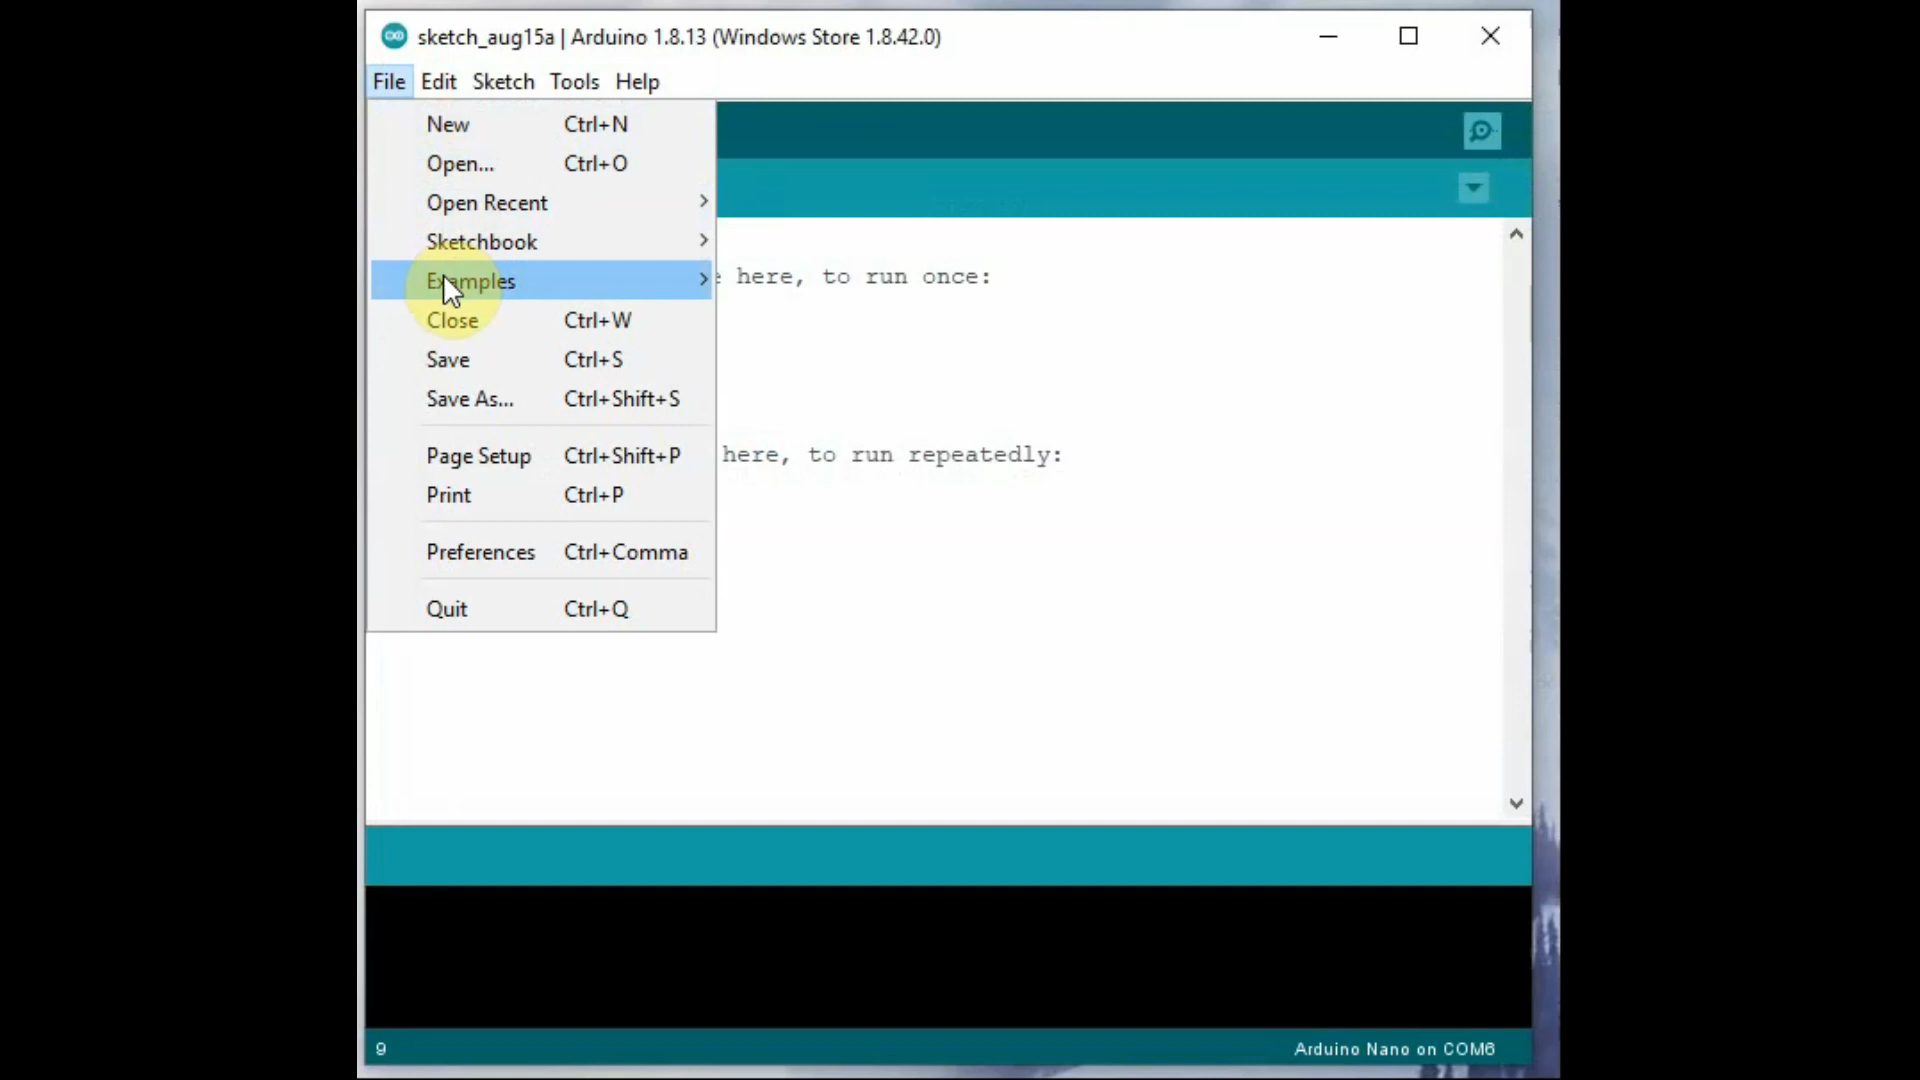 sketch_aug15a | Arduino 1.8.13 (Windows Store 1.8.42.0)
File Edit Sketch Tools Help
New Ctrl+N
Open... Ctrl+O
Open Recent
Sketchbook
Examples
here, to run once:
Close Ctrl+W
Save Ctrl+S
Save As... Ctrl+Shift+S
Page Setup Ctrl+Shift+P
here, to run repeatedly:
Print Ctrl+P
Preferences Ctrl+Comma
Quit Ctrl+Q
9
Arduino Nano on COM6